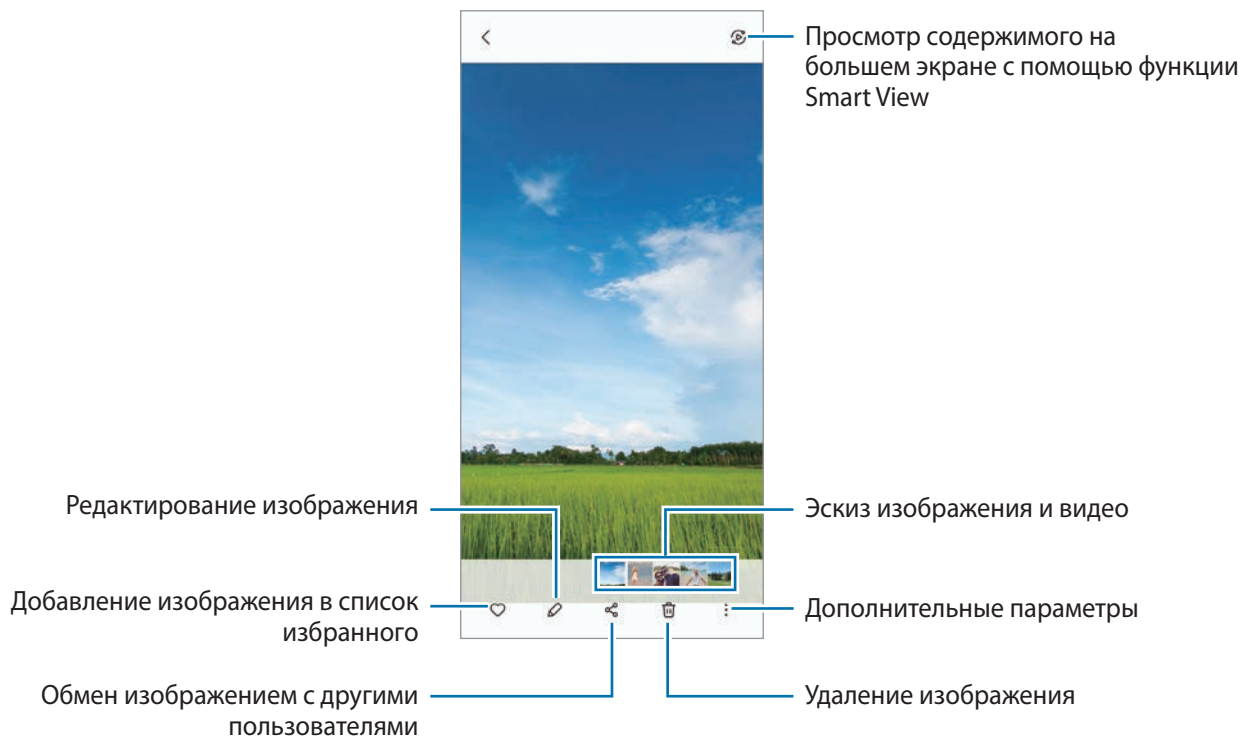 Просмотр содержимого на
большем экране с помощью функции
Smart View
Редактирование изображения
Эскиз изображения и видео
Добавление изображения в список
избранного
Дополнительные параметры
Обмен изображением с другими
пользователями
Удаление изображения